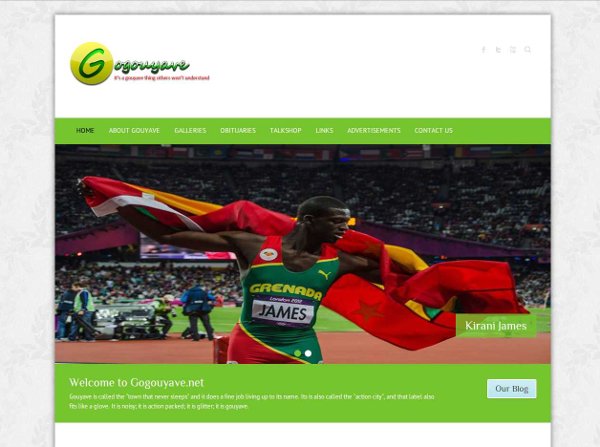 Gogouyave
It's a gouyave thing others won't understand
HOME ABOUT GOUYAVE GALLERIES OBITUARIES TALKSHOP LINKS ADVERTISEMENTS CONTACT US
GRENADA
London 2012
JAMES
Kirani James
Welcome to Gogouyave.net
Our Blog
Gouyave is called the "town that never sleeps" and it does a fine job living up to its name. Its is also called the "action-city", and that label also
fits like a glove. It is noisy; it is action packed; it is glitter; it is gouyave.